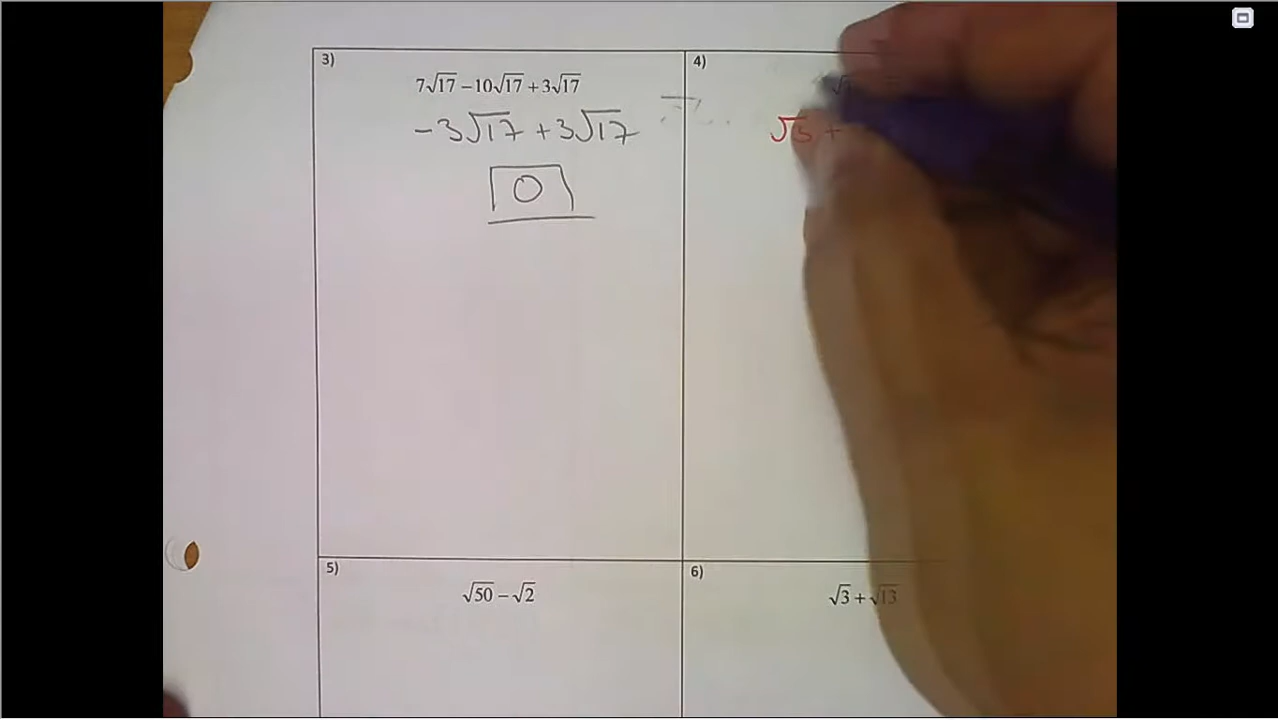 3)
7√17 − 10√17 + 3√17
−3√17 + 3√17
0
4)
√3 +
5)
√50 − √2
6)
√3 + √13